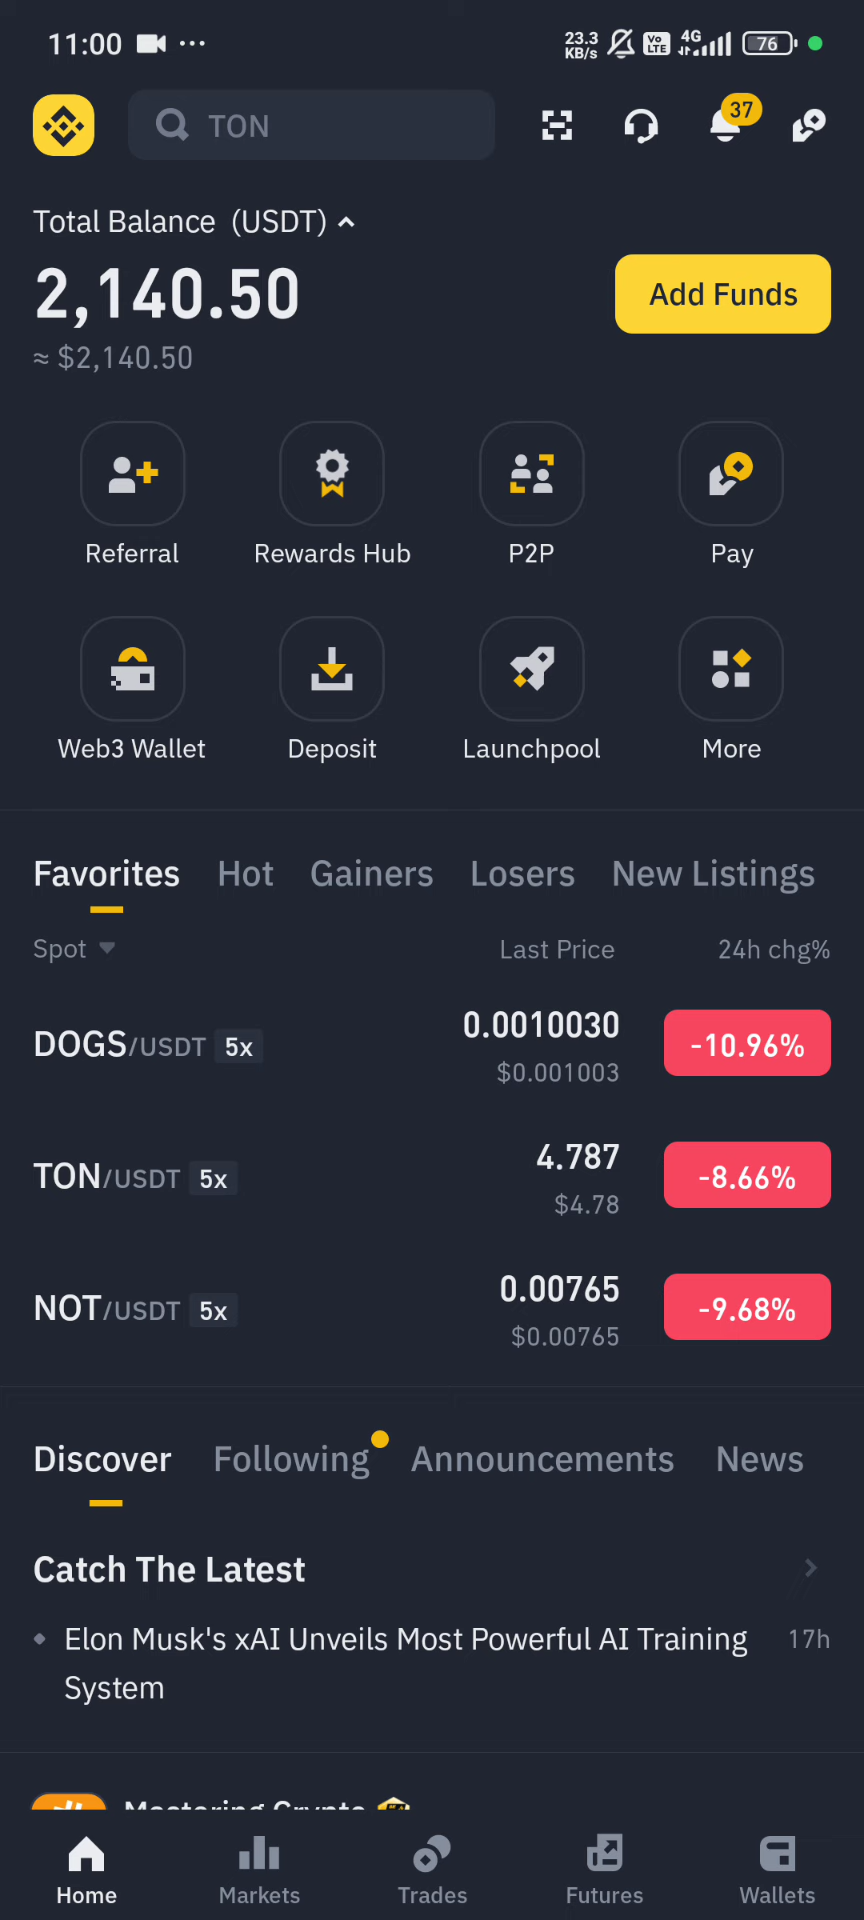 11:00
23.3 KB/s
Vo LTE
4G
76
TON
37
Total Balance (USDT)
2,140.50
Add Funds
≈ $2,140.50
Referral
Rewards Hub
P2P
Pay
Web3 Wallet
Deposit
Launchpool
More
Favorites Hot Gainers Losers New Listings
Spot Last Price 24h chg%
DOGS/USDT 5x 0.0010030 -10.96%
$0.001003
TON/USDT 5x 4.787 -8.66%
$4.78
NOT/USDT 5x 0.00765 -9.68%
$0.00765
Discover Following Announcements News
Catch The Latest
Elon Musk's xAI Unveils Most Powerful AI Training 17h
System
Mastering Crypto
Home Markets Trades Futures Wallets